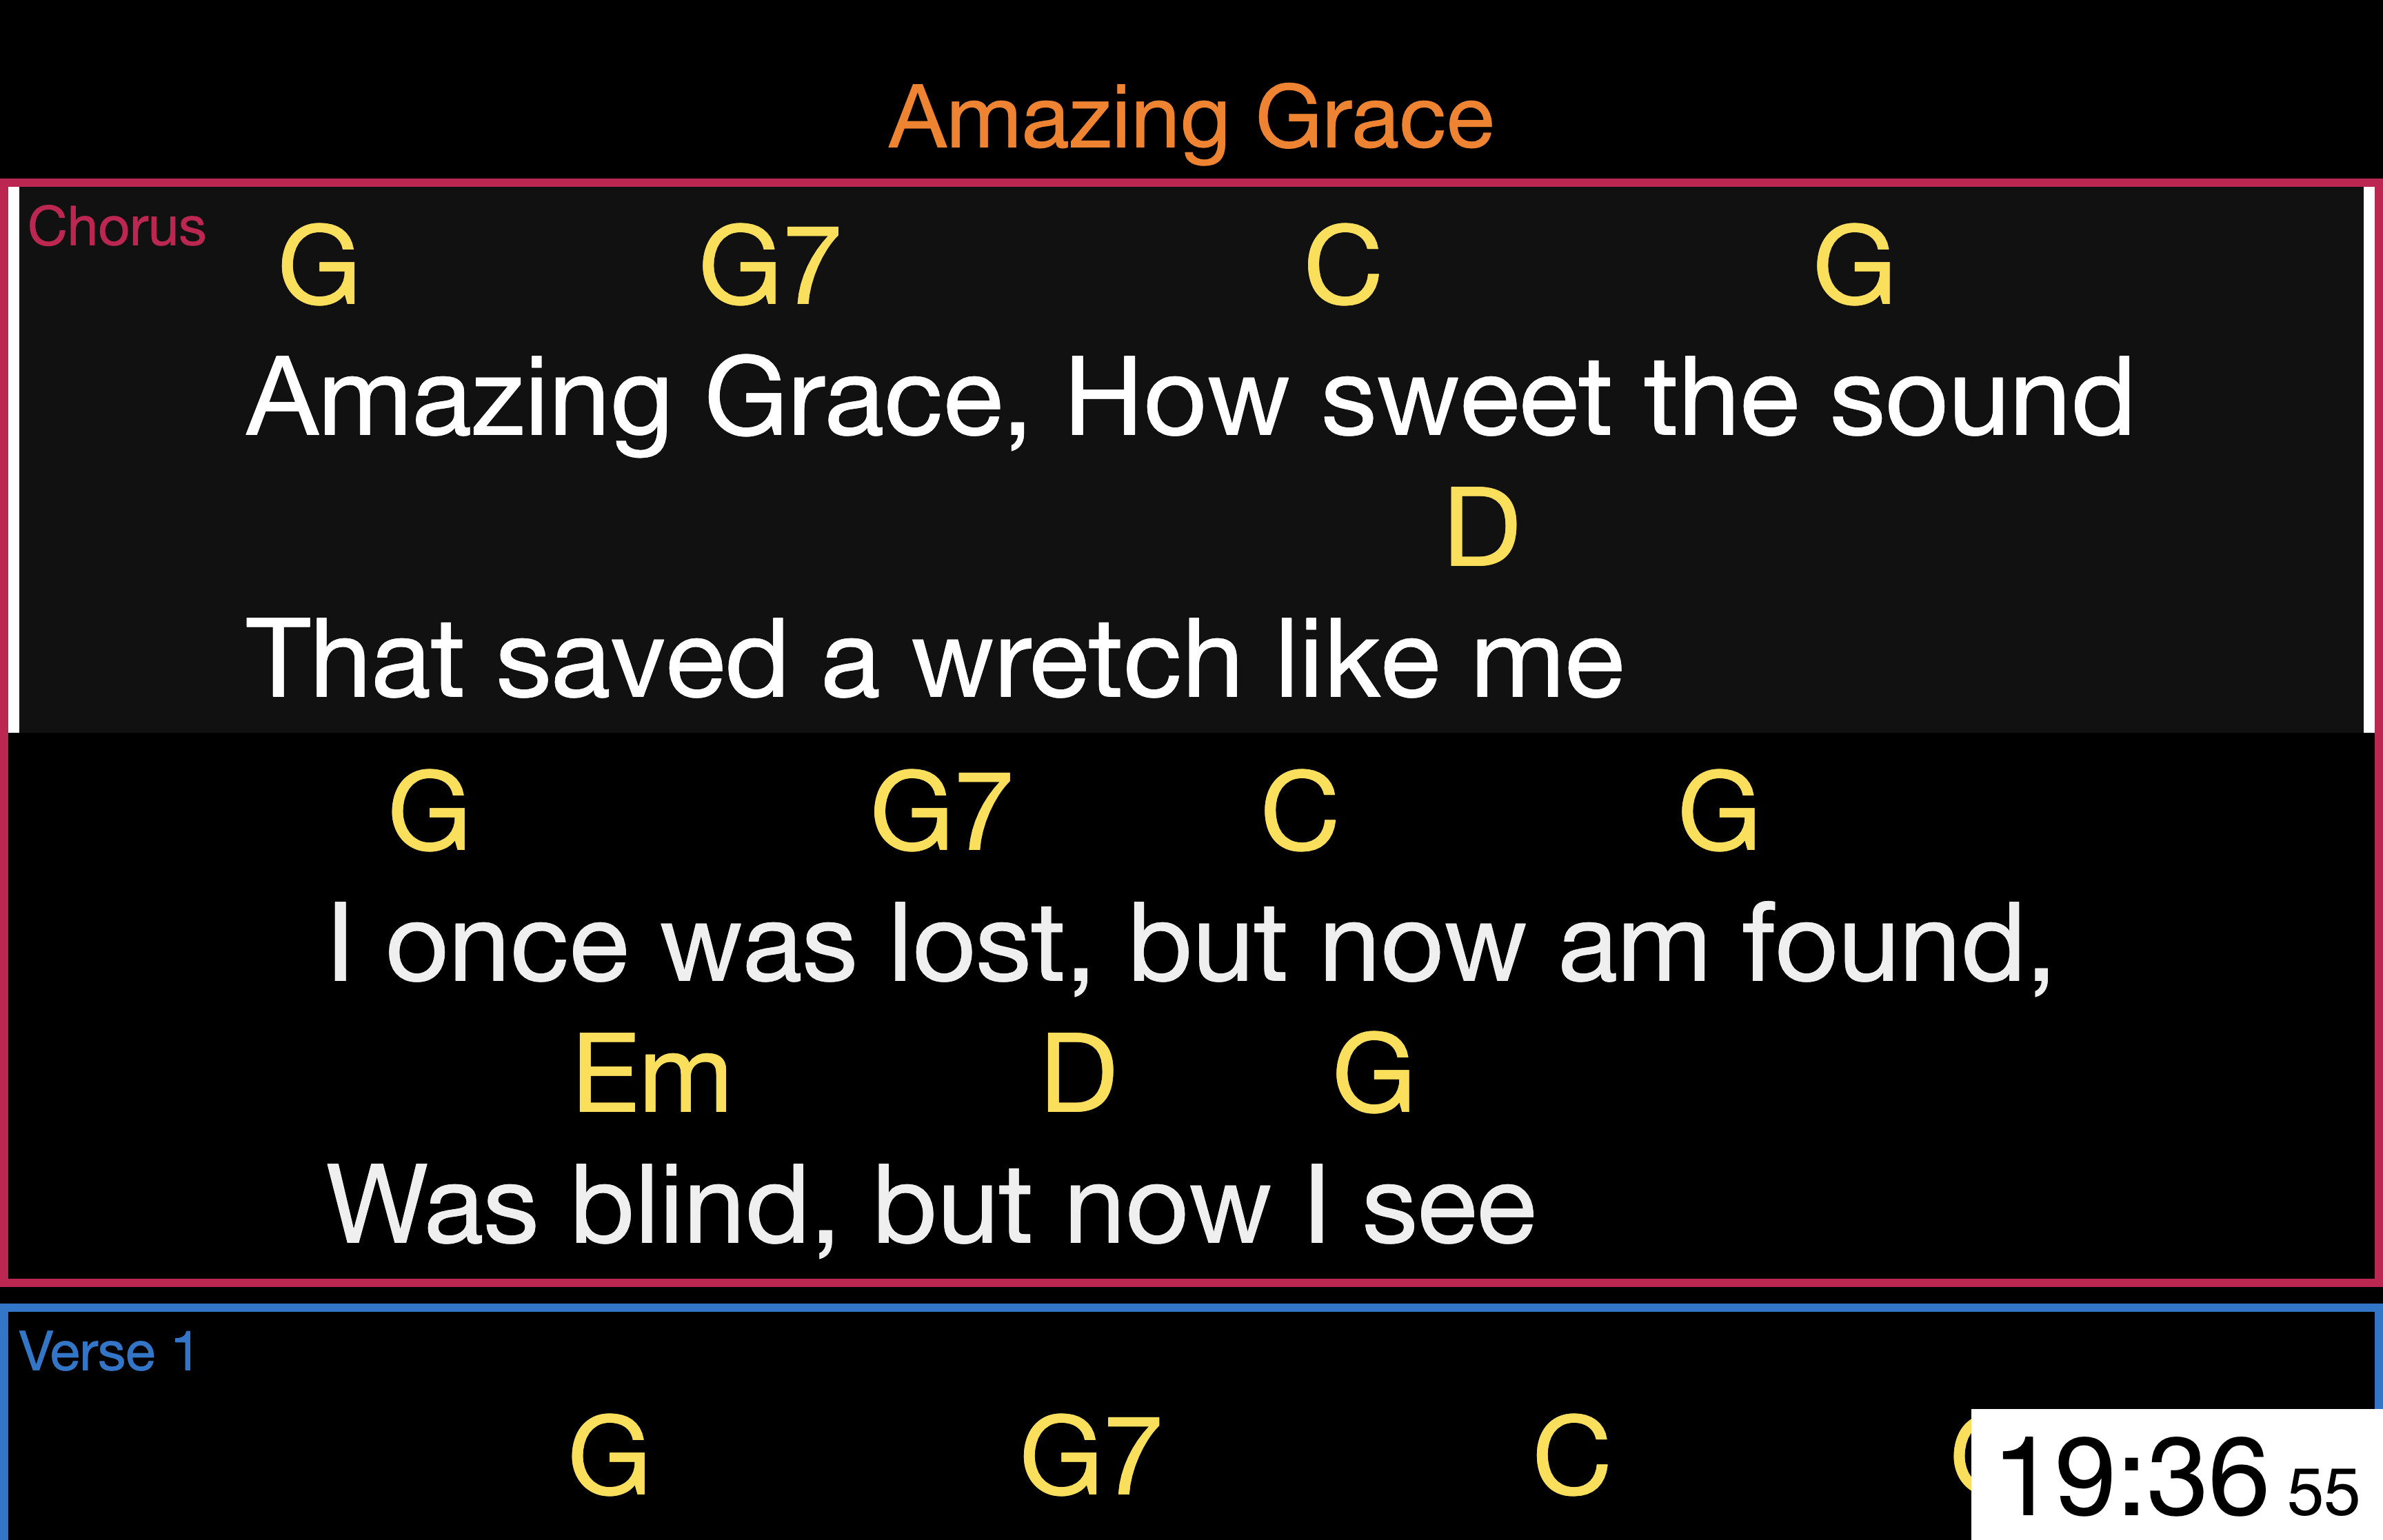 Amazing Grace
Chorus
G G7 C G
Amazing Grace, How sweet the sound
D
That saved a wretch like me
G G7 C G
I once was lost, but now am found,
Em D G
Was blind, but now I see
Verse 1
G G7 C
19:36 55